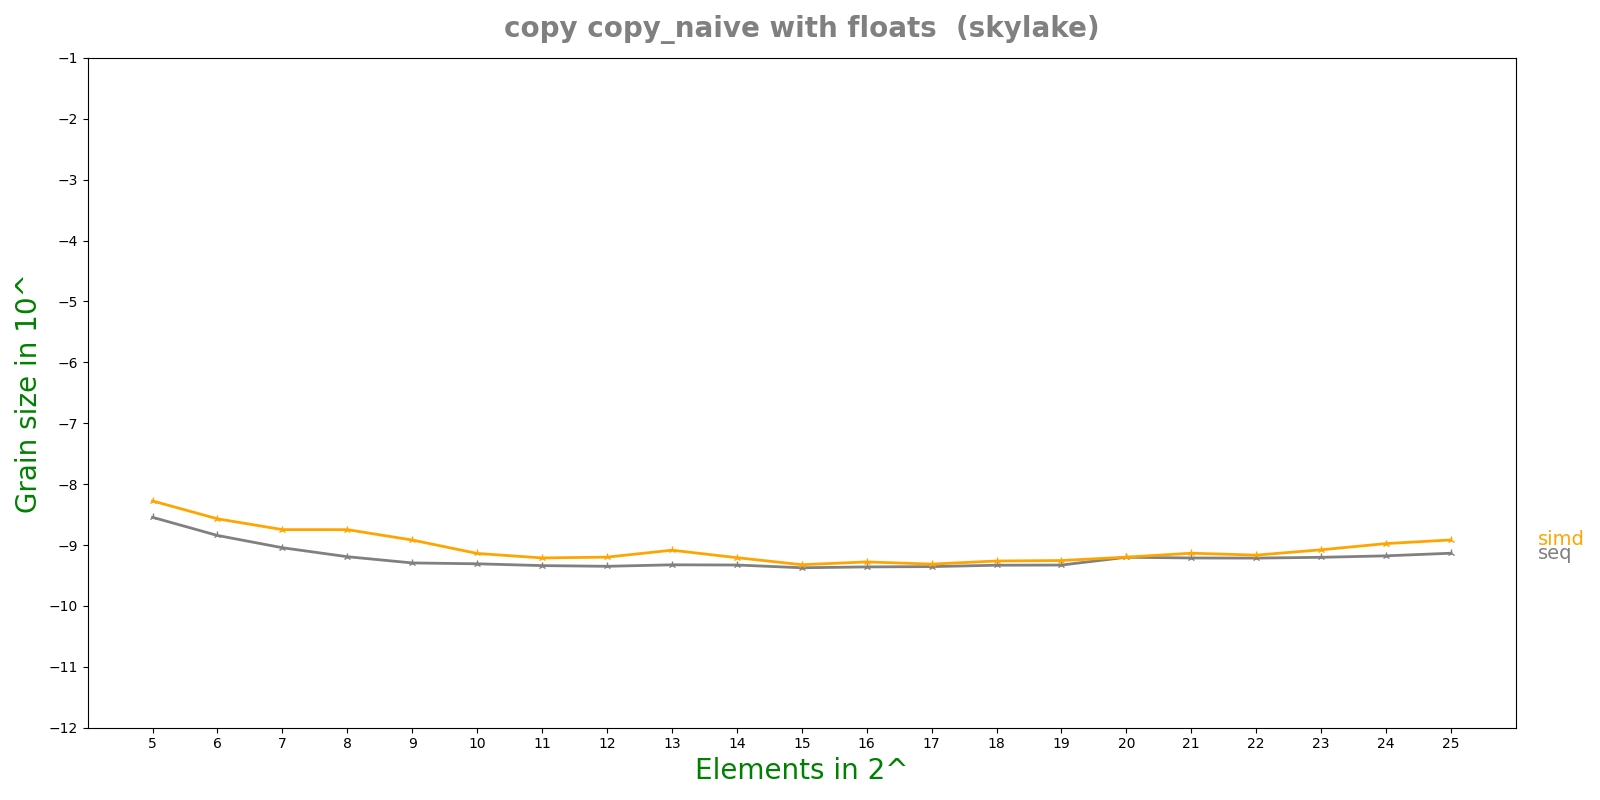 copy copy_naive with floats  (skylake)
Grain size in 10^
−1
−2
−3
−4
−5
−6
−7
−8
−9
−10
−11
−12
simd
seq
5 6 7 8 9 10 11 12 13 14 15 16 17 18 19 20 21 22 23 24 25
Elements in 2^